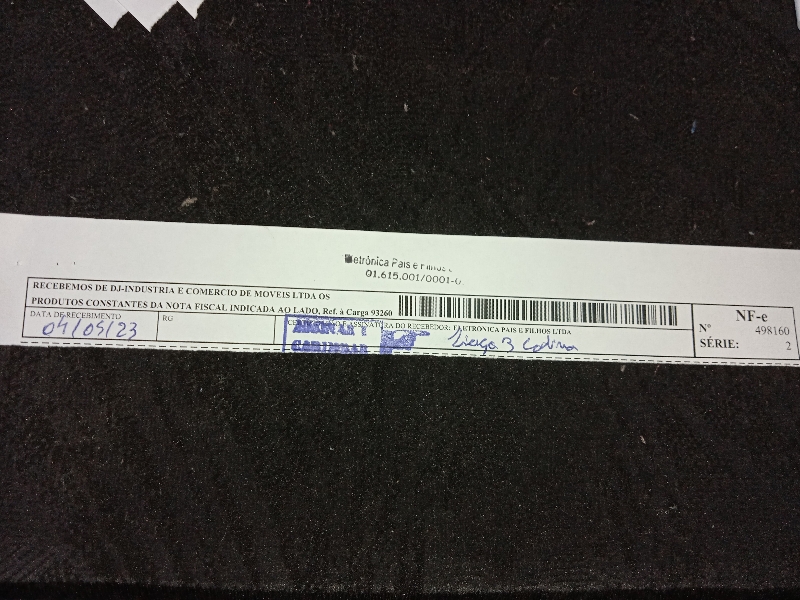 Eletrônica Pais e Filhos
01.615.001/0001-0
RECEBEMOS DE DJ-INDUSTRIA E COMERCIO DE MOVEIS LTDA OS
PRODUTOS CONSTANTES DA NOTA FISCAL INDICADA AO LADO, Ref. à Carga 93260
DATA DE RECEBIMENTO
04/05/23
RG
ASSINATURA DO RECEBEDOR: ELETRONICA PAIS E FILHOS LTDA
ASSINAR E
CARIMBAR
NF-e
Nº 498160
SÉRIE: 2